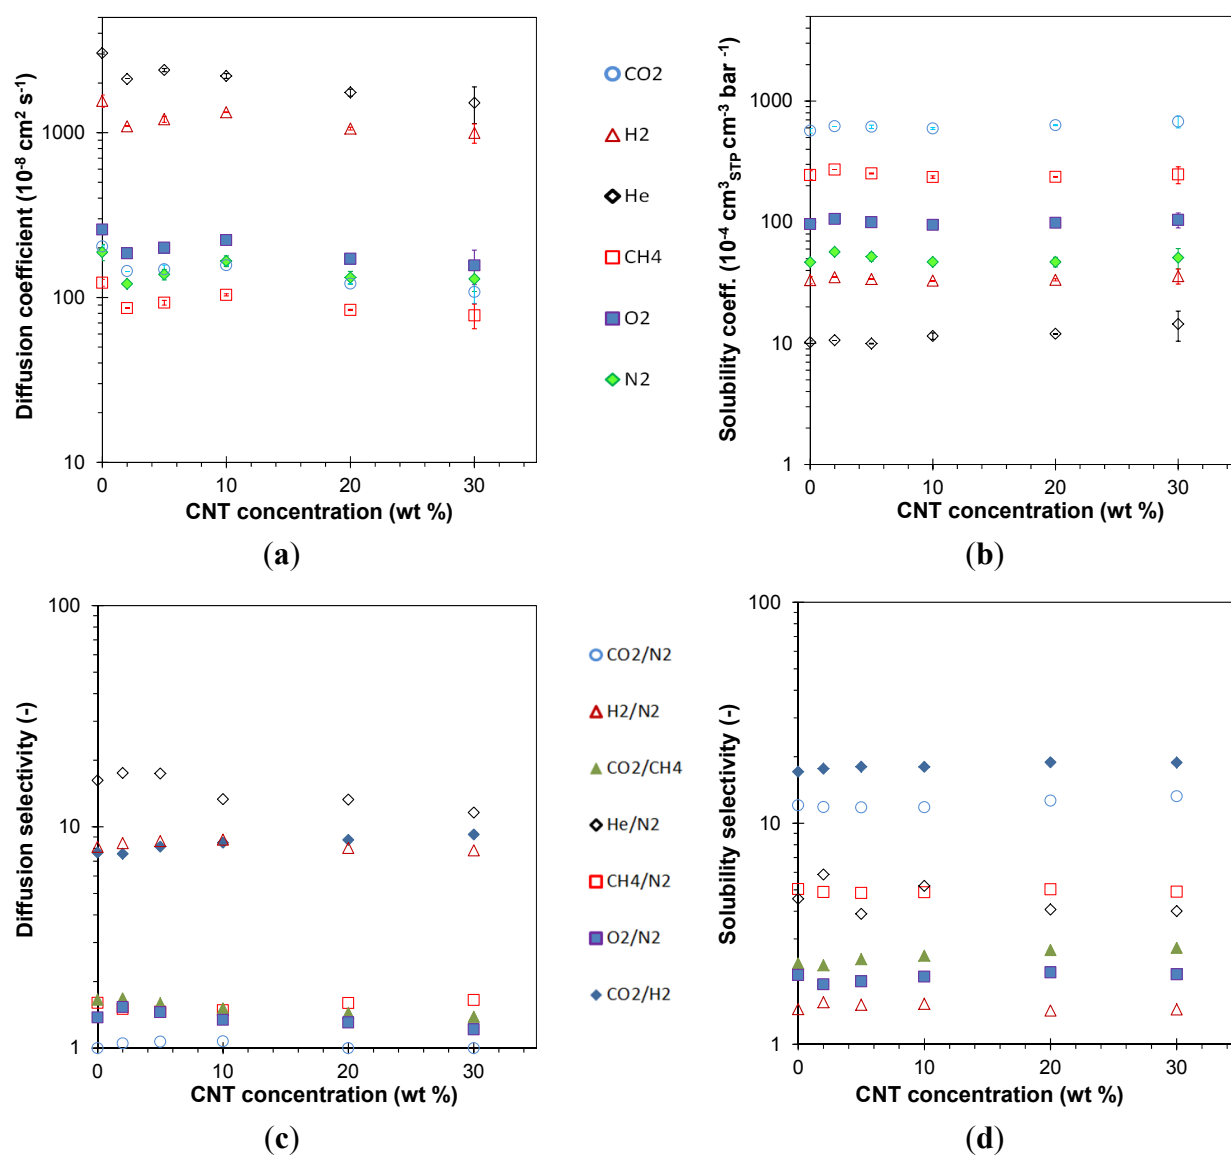 1000
100
10
Diffusion coefficient (10-8 cm2 s-1)
0 10 20 30
CNT concentration (wt %)
(a)
CO2
H2
He
CH4
O2
N2
1000
100
10
1
Solubility coeff. (10-4 cm3STP cm-3 bar -1)
0 10 20 30
CNT concentration (wt %)
(b)
100
10
1
Diffusion selectivity (-)
0 10 20 30
CNT concentration (wt %)
(c)
CO2/N2
H2/N2
CO2/CH4
He/N2
CH4/N2
O2/N2
CO2/H2
100
10
1
Solubility selectivity (-)
0 10 20 30
CNT concentration (wt %)
(d)